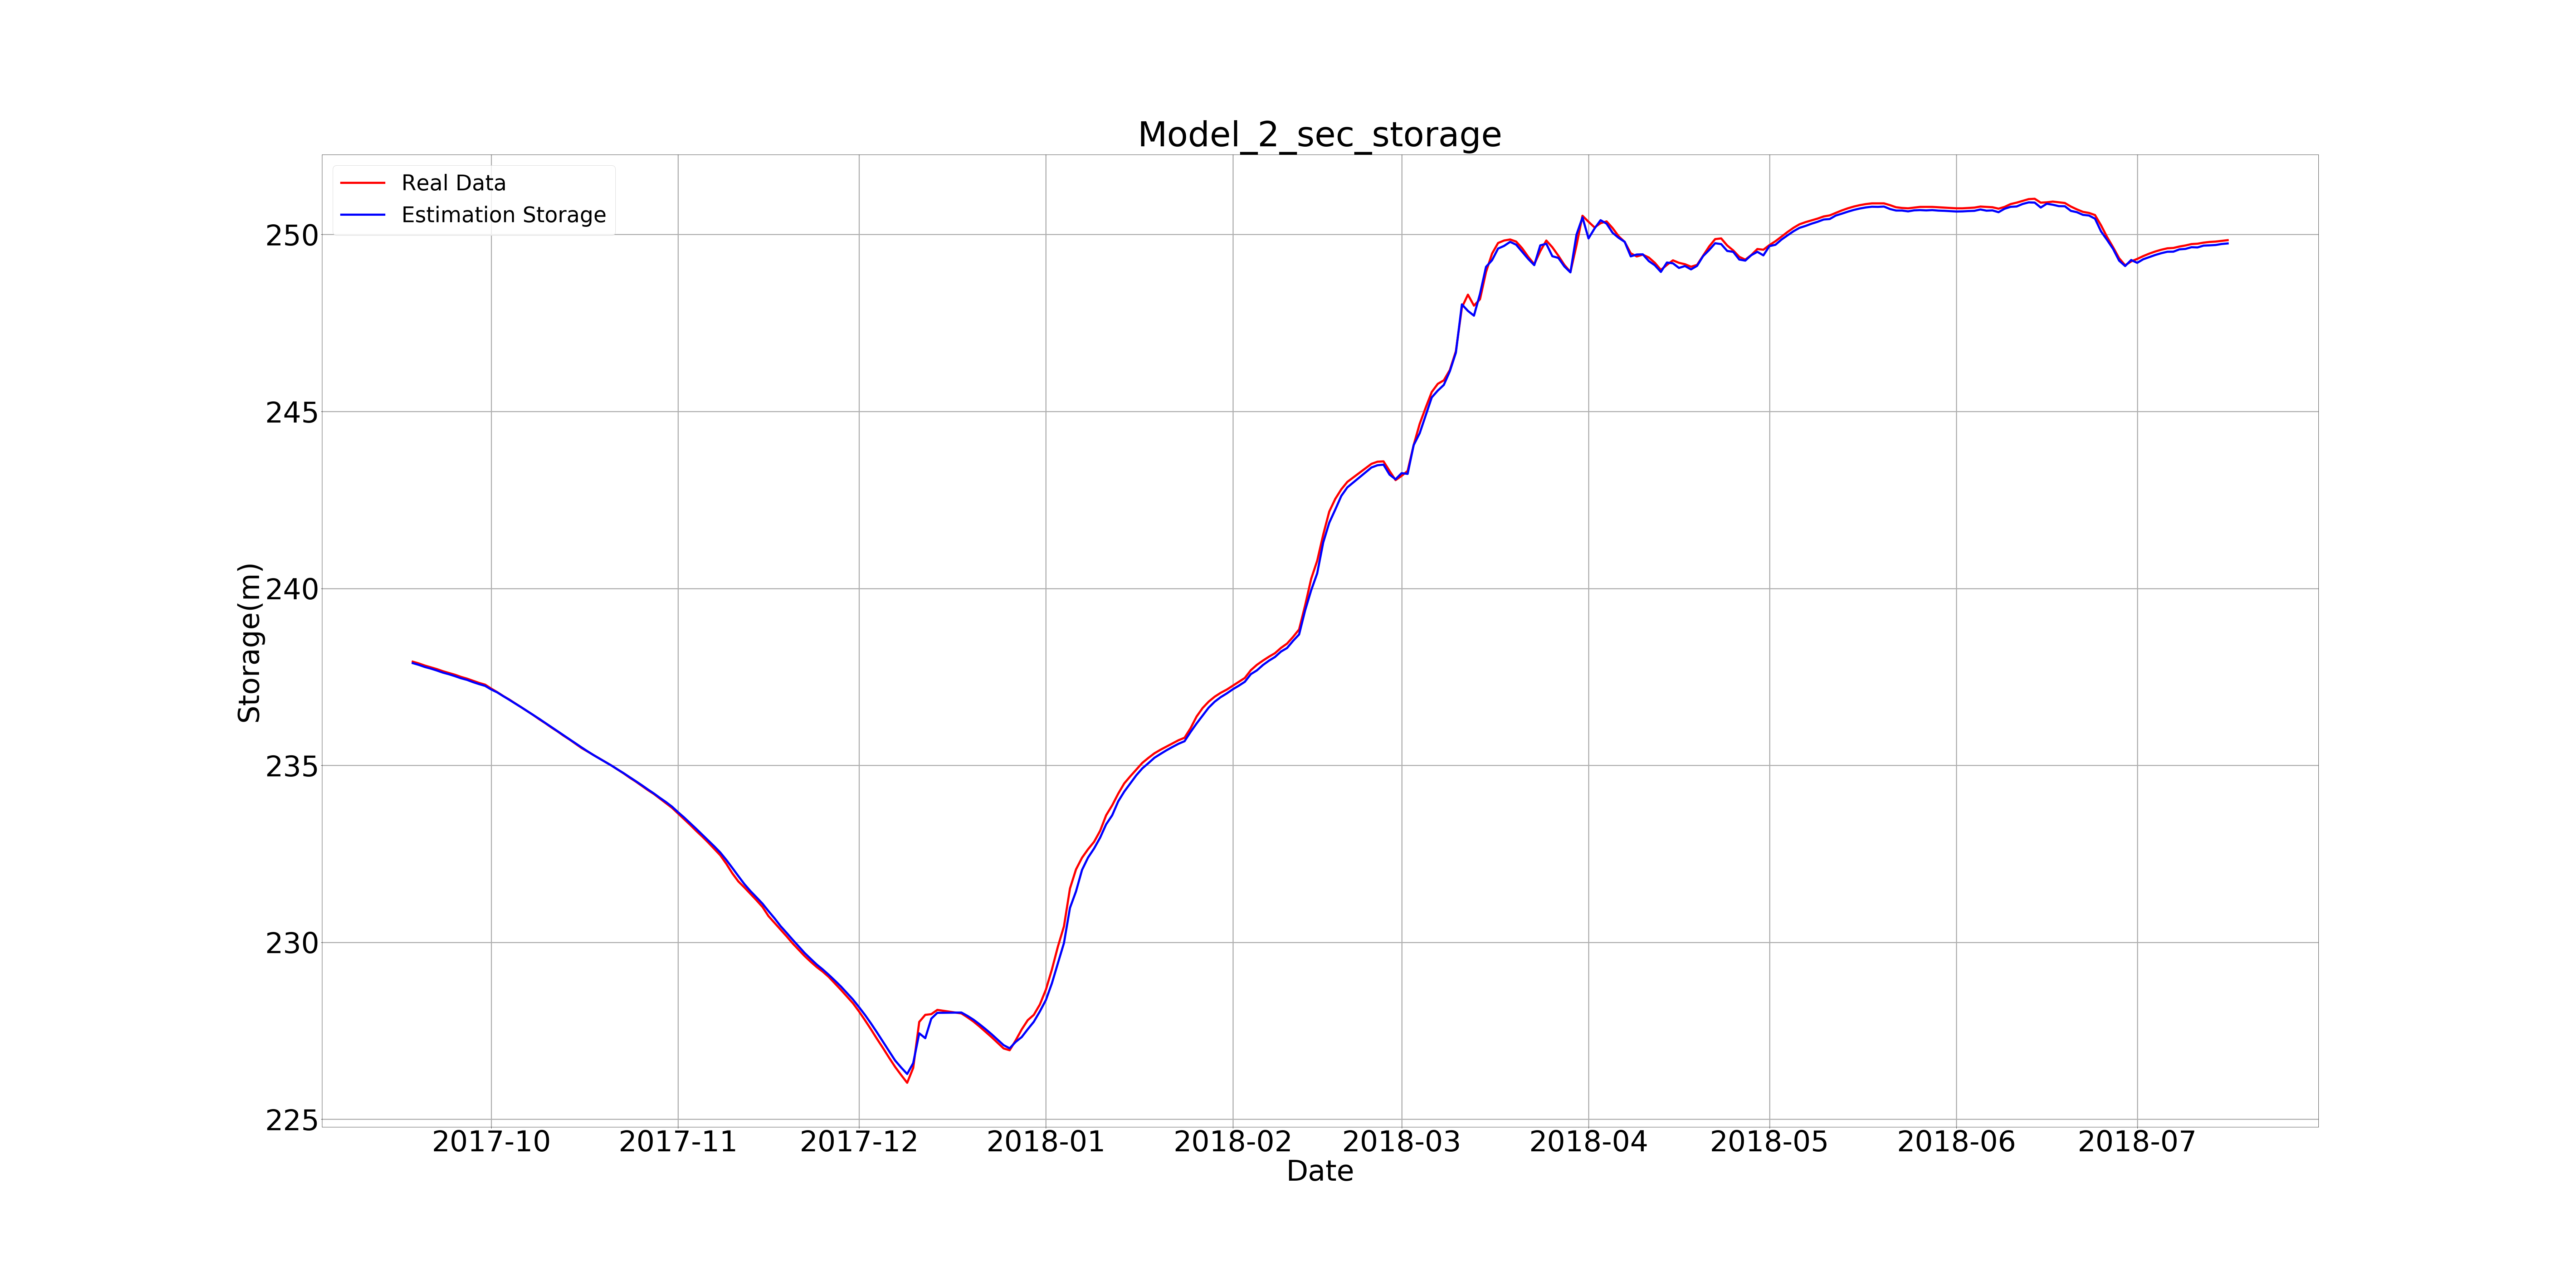 Model_2_sec_storage
Real Data
Estimation Storage
250
245
240
235
230
225
Storage(m)
2017-10 2017-11 2017-12 2018-01 2018-02 2018-03 2018-04 2018-05 2018-06 2018-07
Date